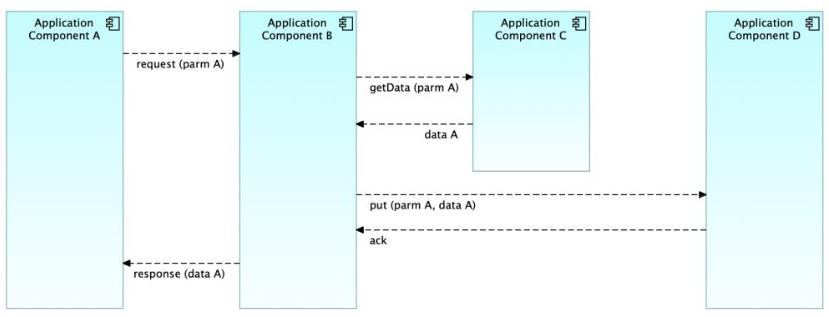 Application
Component A
Application
Component B
Application
Component C
Application
Component D
request (parm A)
getData (parm A)
data A
put (parm A, data A)
ack
response (data A)